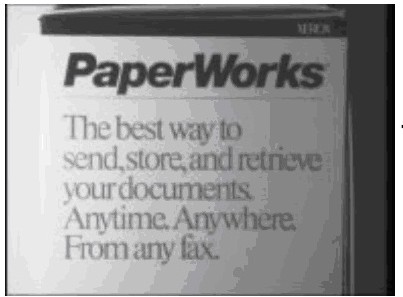 XEROX
PaperWorks
The best way to
send, store, and retrieve
your documents.
Anytime. Anywhere.
From any fax.